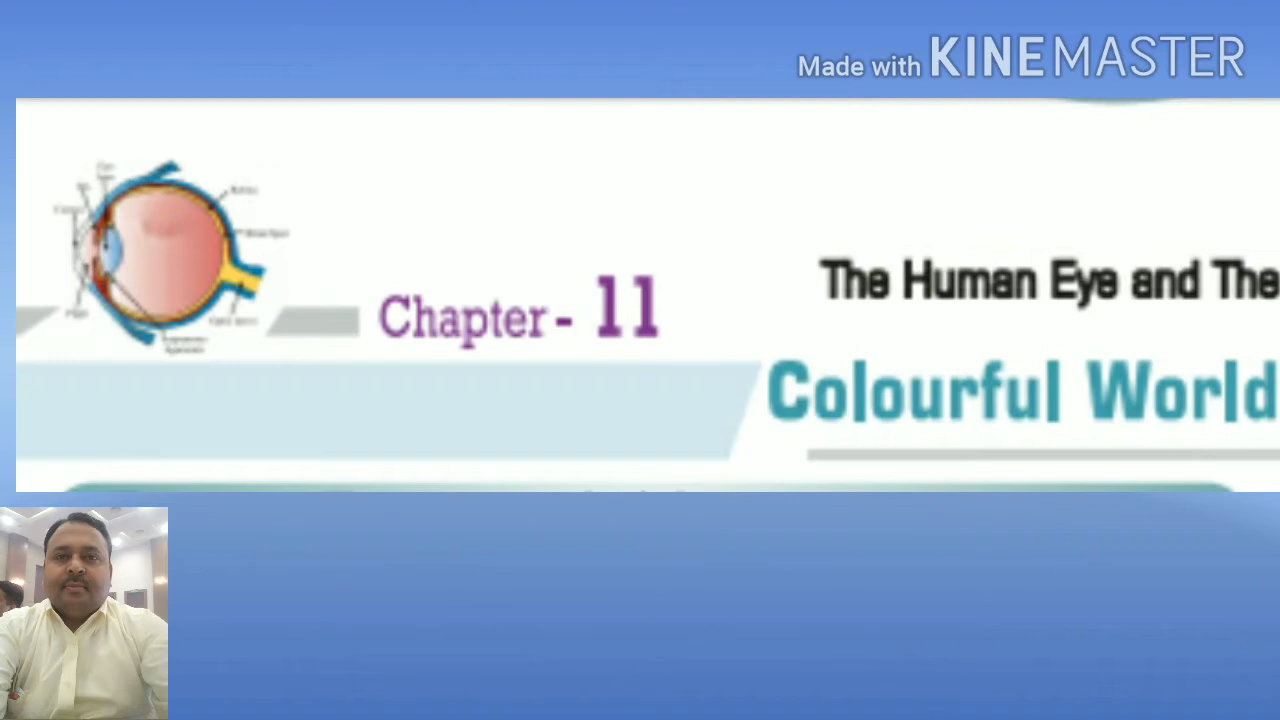 Made with KINEMASTER
Chapter - 11
The Human Eye and The
Colourful World